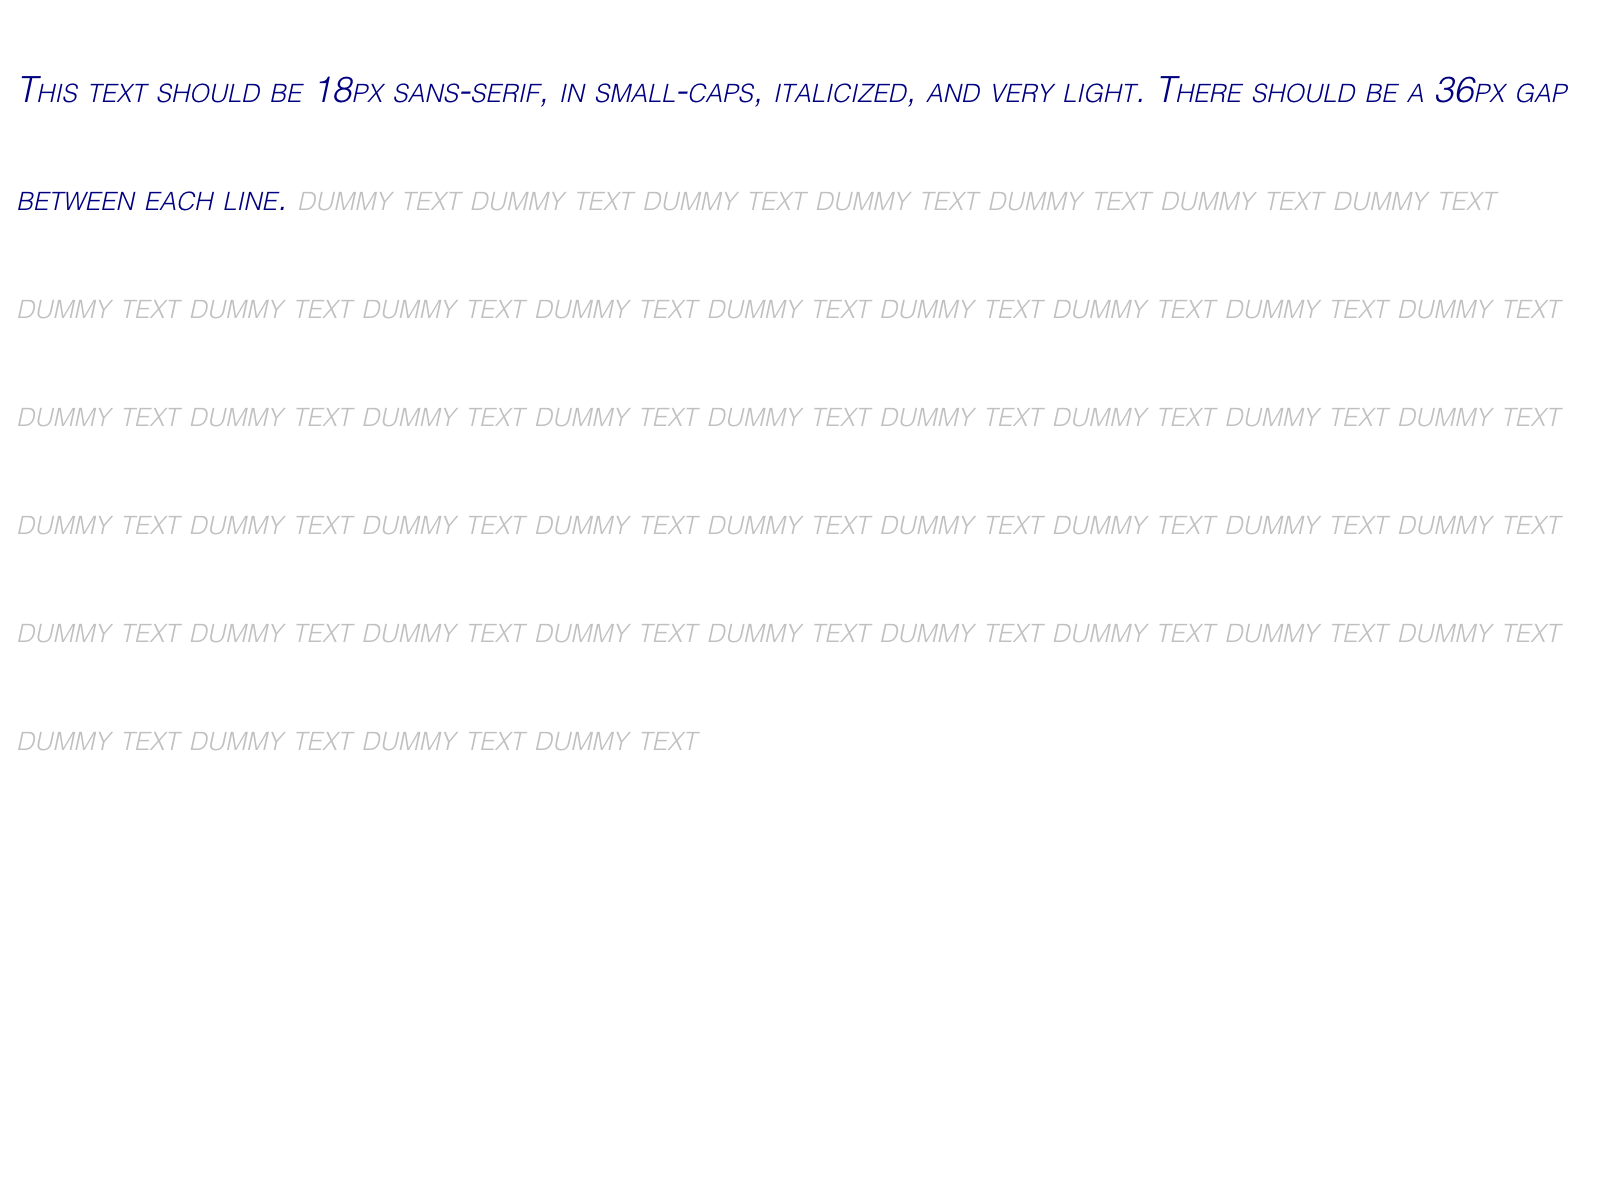 This text should be 18px sans-serif, in small-caps, italicized, and very light. There should be a 36px gap
between each line. dummy text dummy text dummy text dummy text dummy text dummy text dummy text
dummy text dummy text dummy text dummy text dummy text dummy text dummy text dummy text dummy text
dummy text dummy text dummy text dummy text dummy text dummy text dummy text dummy text dummy text
dummy text dummy text dummy text dummy text dummy text dummy text dummy text dummy text dummy text
dummy text dummy text dummy text dummy text dummy text dummy text dummy text dummy text dummy text
dummy text dummy text dummy text dummy text